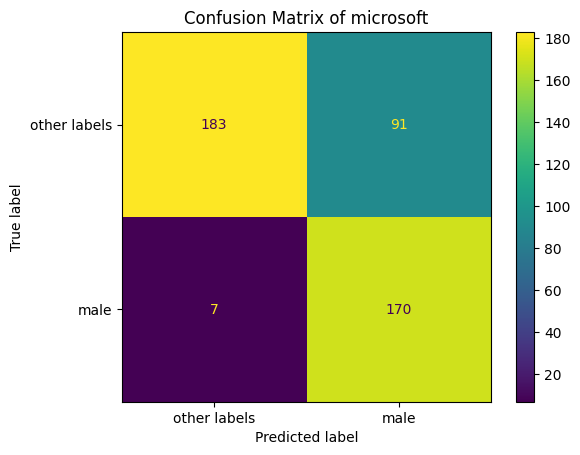 Confusion Matrix of microsoft
True label
other labels
183
91
male
7
170
other labels
male
Predicted label
180
160
140
120
100
80
60
40
20